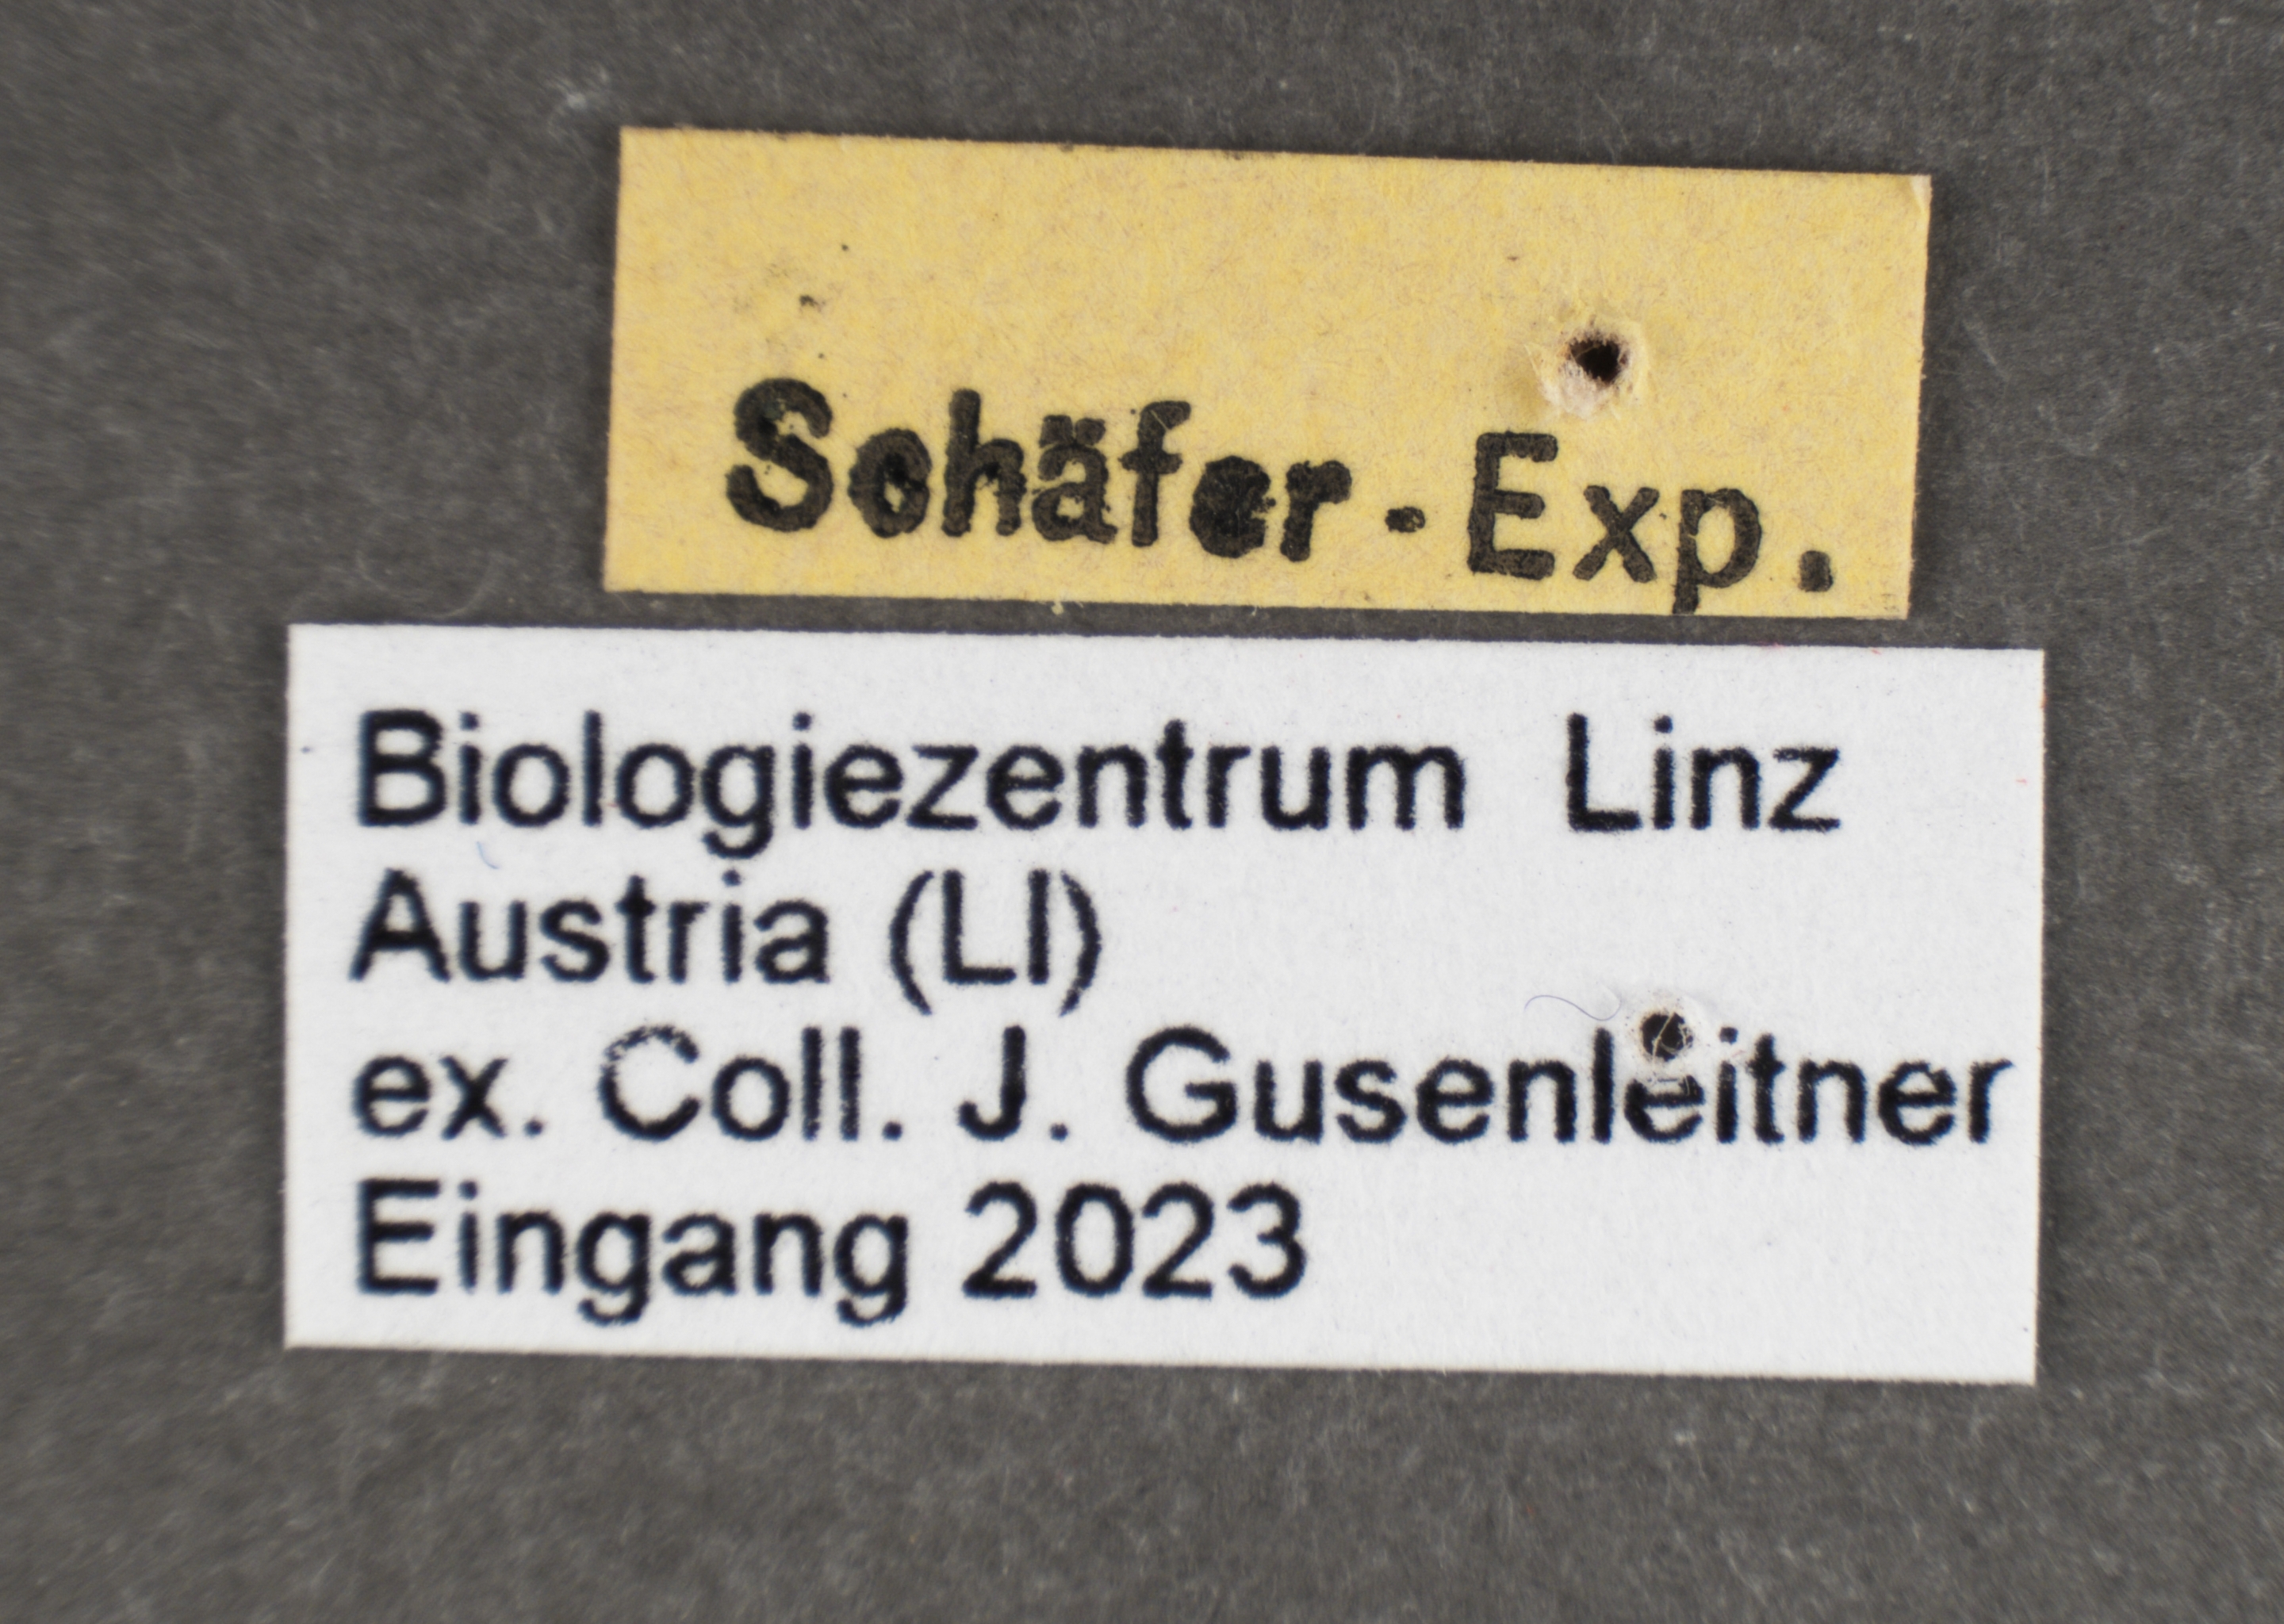 Schäfer-Exp.
Biologiezentrum Linz
Austria (LI)
ex. Coll. J. Gusenleitner
Eingang 2023